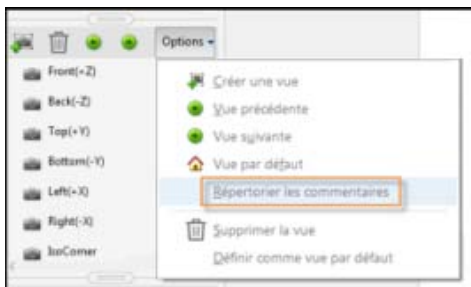 Options
Front(+Z)
Back(-Z)
Top(+Y)
Bottom(-Y)
Left(-X)
Right(-X)
IsoCorner
Créer une vue
Vue précédente
Vue suivante
Vue par défaut
Répertorier les commentaires
Supprimer la vue
Définir comme vue par défaut